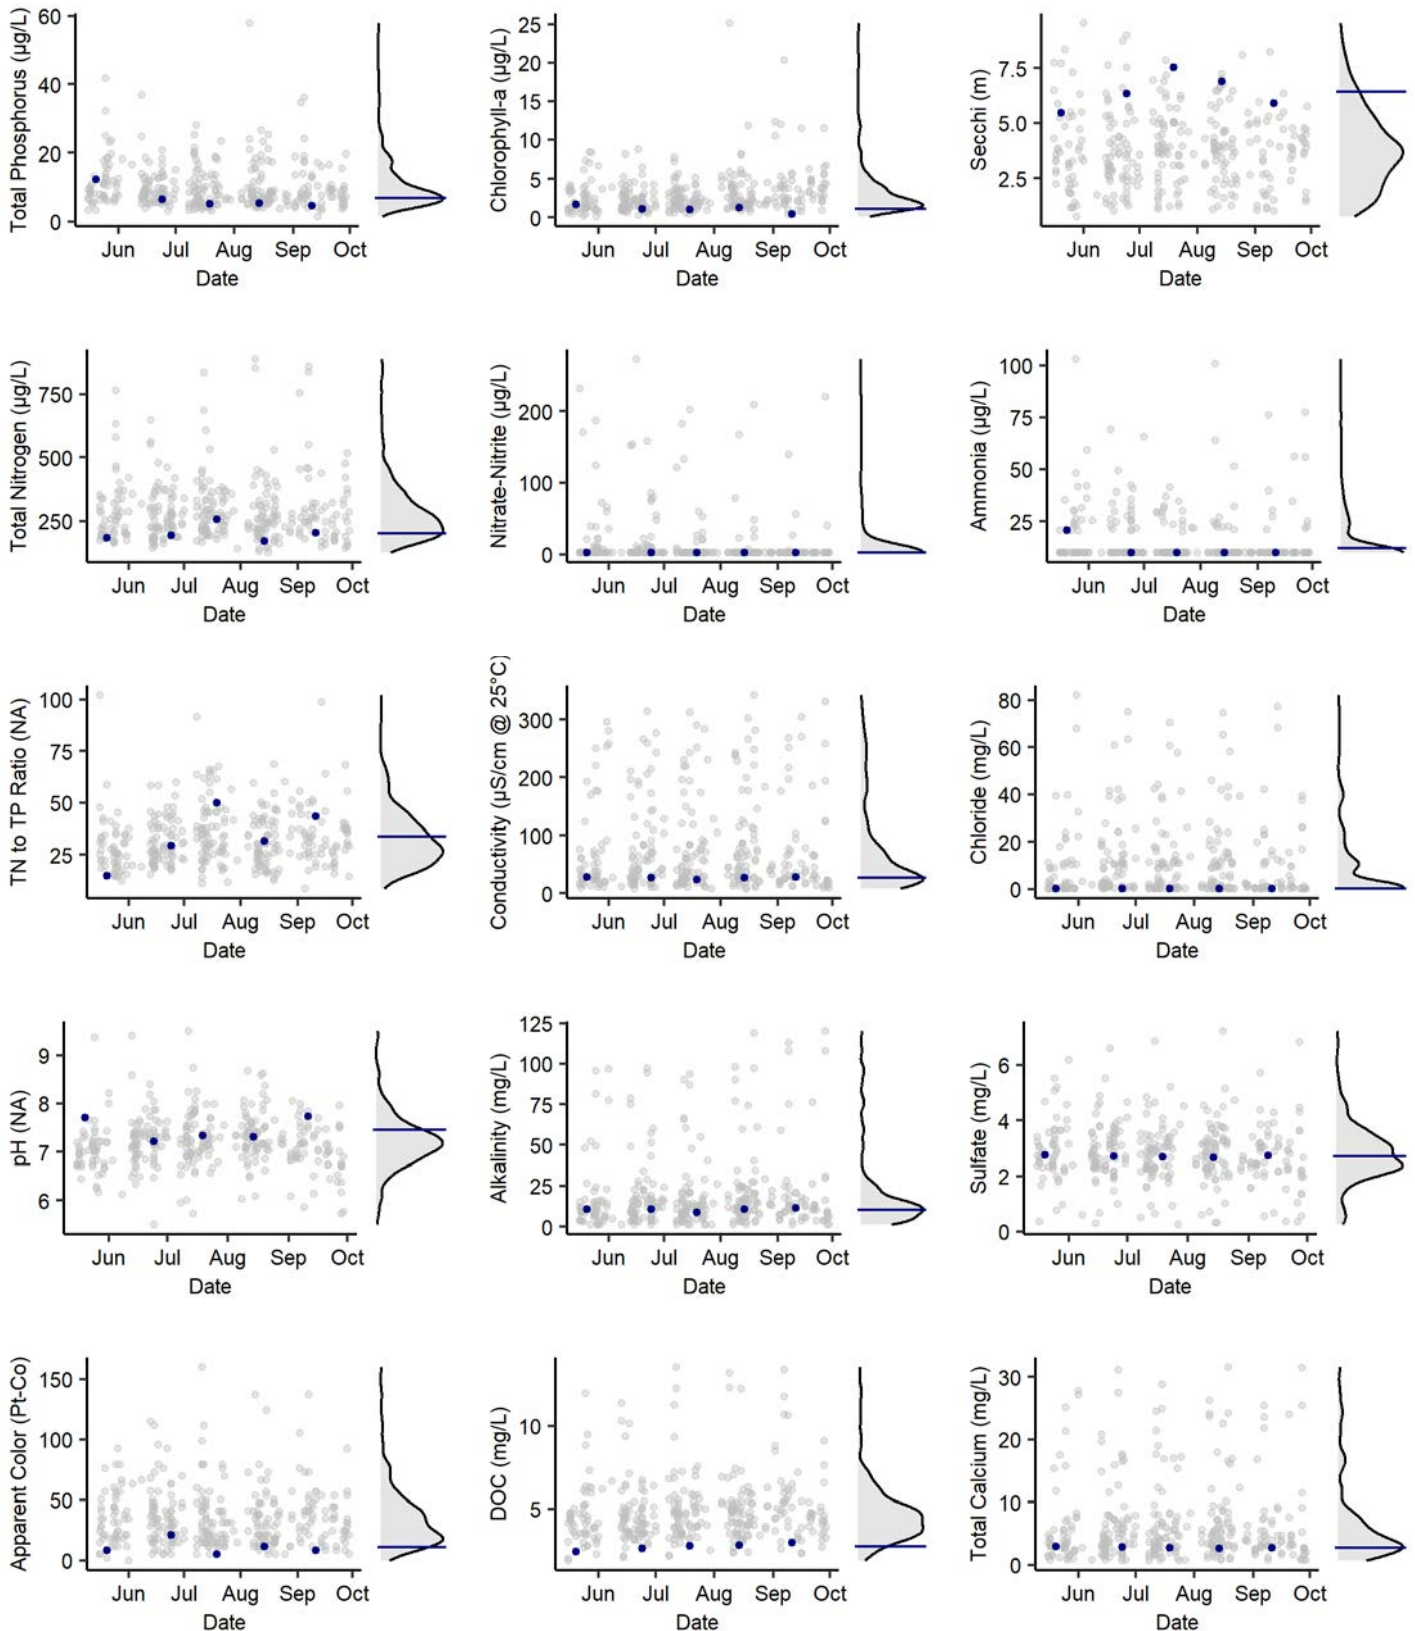 Total Phosphorus (µg/L)
60
40
20
0
Jun Jul Aug Sep Oct
Date
Chlorophyll-a (µg/L)
25
20
15
10
5
0
Jun Jul Aug Sep Oct
Date
Secchi (m)
7.5
5.0
2.5
Jun Jul Aug Sep Oct
Date
Total Nitrogen (µg/L)
750
500
250
Jun Jul Aug Sep Oct
Date
Nitrate-Nitrite (µg/L)
200
100
0
Jun Jul Aug Sep Oct
Date
Ammonia (µg/L)
100
75
50
25
Jun Jul Aug Sep Oct
Date
TN to TP Ratio (NA)
100
75
50
25
Jun Jul Aug Sep Oct
Date
Conductivity (µS/cm @ 25°C)
300
200
100
0
Jun Jul Aug Sep Oct
Date
Chloride (mg/L)
80
60
40
20
0
Jun Jul Aug Sep Oct
Date
pH (NA)
9
8
7
6
Jun Jul Aug Sep Oct
Date
Alkalinity (mg/L)
125
100
75
50
25
0
Jun Jul Aug Sep Oct
Date
Sulfate (mg/L)
6
4
2
0
Jun Jul Aug Sep Oct
Date
Apparent Color (Pt-Co)
150
100
50
0
Jun Jul Aug Sep Oct
Date
DOC (mg/L)
10
5
Jun Jul Aug Sep Oct
Date
Total Calcium (mg/L)
30
20
10
0
Jun Jul Aug Sep Oct
Date